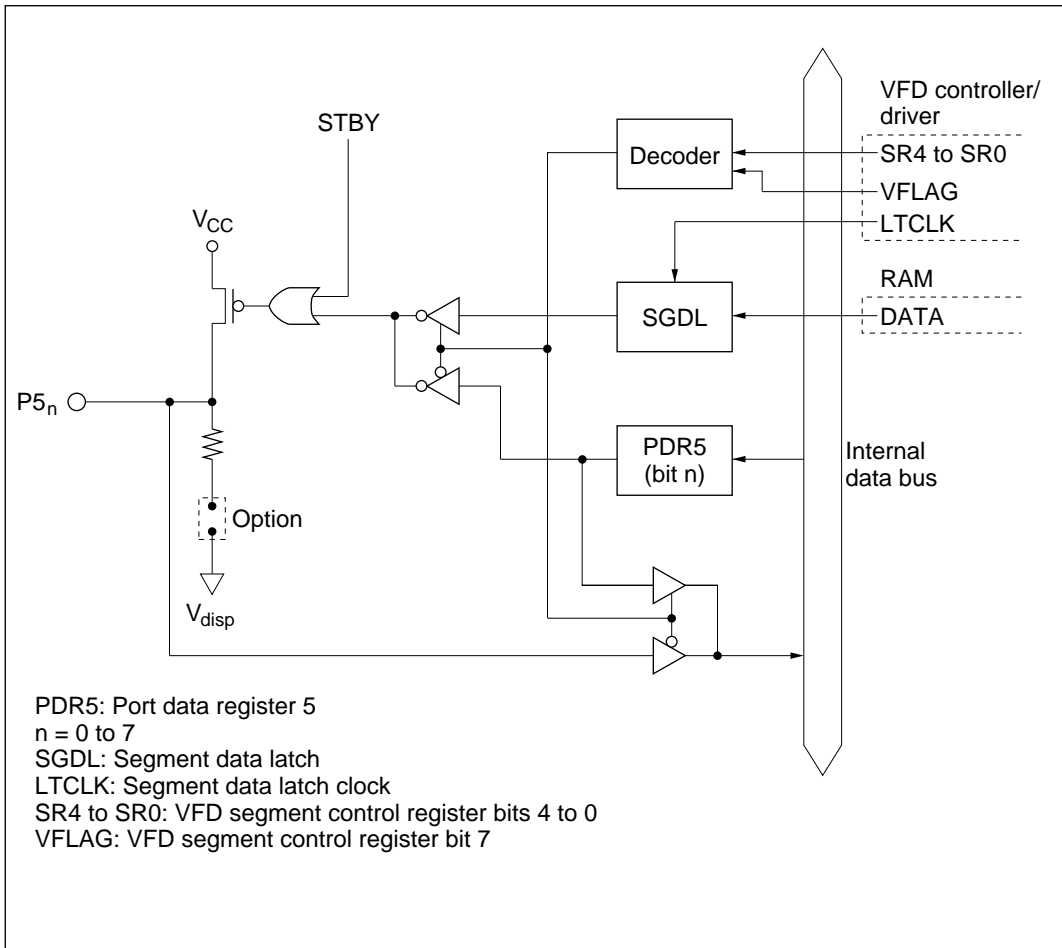 VFD controller/
driver
STBY
Decoder
SR4 to SR0
VFLAG
VCC
LTCLK
RAM
SGDL
DATA
P5n
PDR5
(bit n)
Internal
data bus
Option
Vdisp
PDR5: Port data register 5
n = 0 to 7
SGDL: Segment data latch
LTCLK: Segment data latch clock
SR4 to SR0: VFD segment control register bits 4 to 0
VFLAG: VFD segment control register bit 7